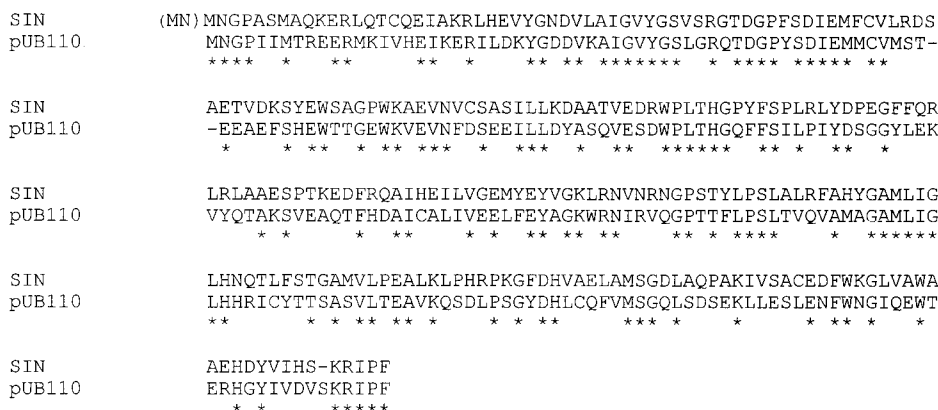 SIN (MN)MNGPASMAQKERLQTCQEIAKRLHEVYGNDVLAIGVYGSVSRGTDGPFSDIEMFCVLRDS
pUB110 MNGPIIMTREERMKIVHEIKERILDKYGDDVKAIGVYGSLGRQTDGPYSDIEMMCVMST-
**** * ** ** * ** ** ******* * **** ***** **
SIN AETVDKSYEWSAGPWKAEVNVCSASILLKDAATVEDRWPLTHGPYFSPLRLYDPEGFFQR
pUB110 -EEAEFSHEWTTGEWKVEVNFDSEEILLDYASQVESDWPLTHGQFFSILPIYDSGGYLEK
* * ** * ** *** * *** * ** ****** ** * ** *
SIN LRLAAESPTKEDFRQAIHEILVGEMYEYVGKLRNVNRNGPSTYLPSLALRFAHYGAMLIG
pUB110 VYQTAKSVEAQTFHDAICALIVEELFEYAGKWRNIRVQGPTTFLPSLTVQVAMAGAMLIG
* * * ** * * ** ** ** ** * **** * ******
SIN LHNQTLFSTGAMVLPEALKLPHRPKGFDHVAELAMSGDLAQPAKIVSACEDFWKGLVAWA
pUB110 LHHRICYTTSASVLTEAVKQSDLPSGYDHLCQFVMSGQLSDSEKLLESLENFWNGIQEWT
** * * ** ** * * * ** *** * * * ** * *
SIN AEHDYVIHS-KRIPF
pUB110 ERHGYIVDVSKRIPF
* * *****